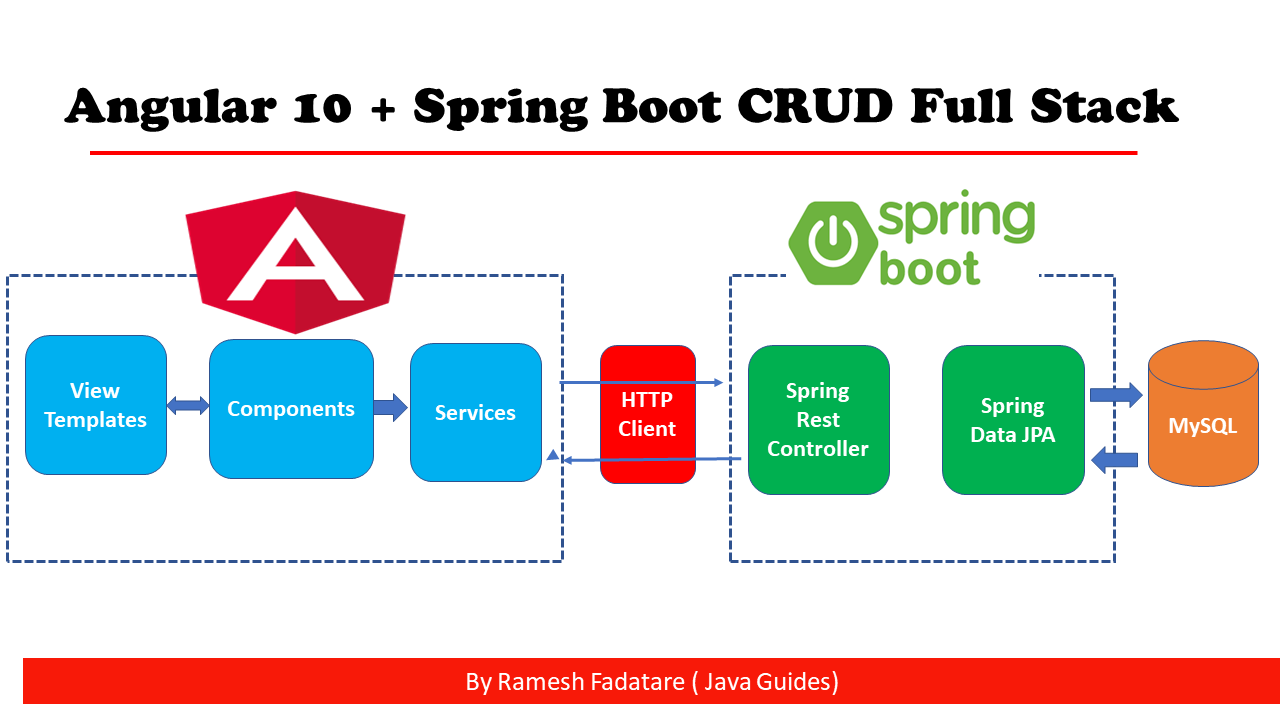 Angular 10 + Spring Boot CRUD Full Stack
spring
boot
View
Templates
Components
Services
HTTP
Client
Spring
Rest
Controller
Spring
Data JPA
MySQL
By Ramesh Fadatare ( Java Guides)